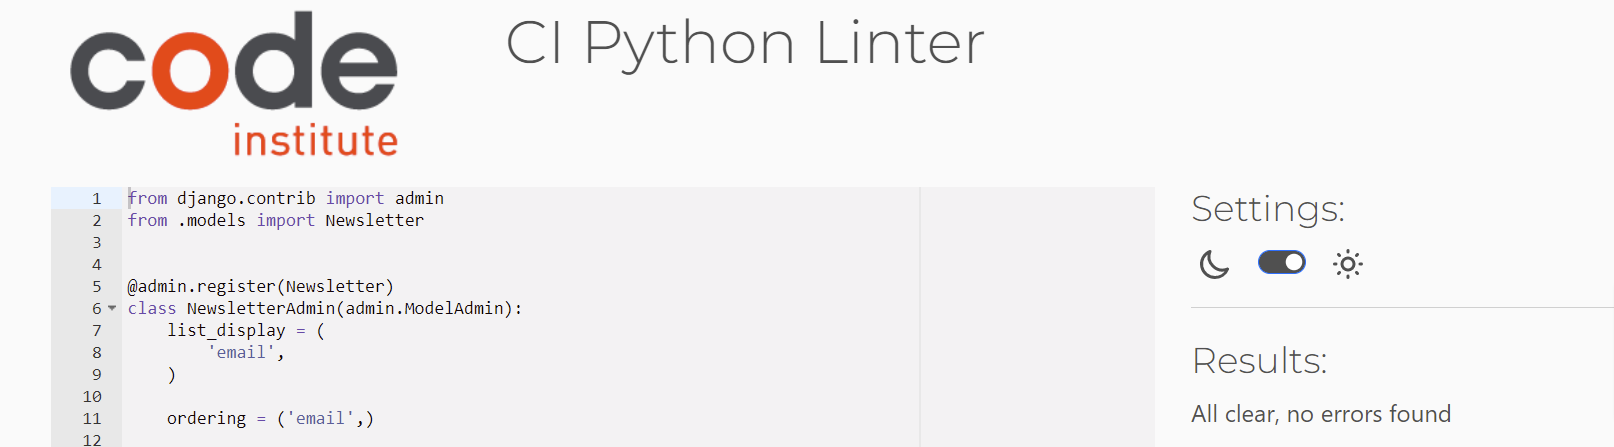 code
institute
CI Python Linter
1 from django.contrib import admin
2 from .models import Newsletter
3
4
5 @admin.register(Newsletter)
6 class NewsletterAdmin(admin.ModelAdmin):
7     list_display = (
8         'email',
9     )
10
11     ordering = ('email',)
12
Settings:
Results:
All clear, no errors found